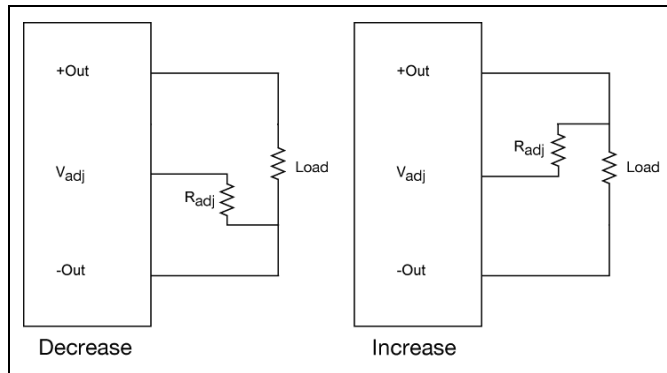 +Out
Vadj
Radj
Load
-Out
Decrease
+Out
Radj
Vadj
Load
-Out
Increase